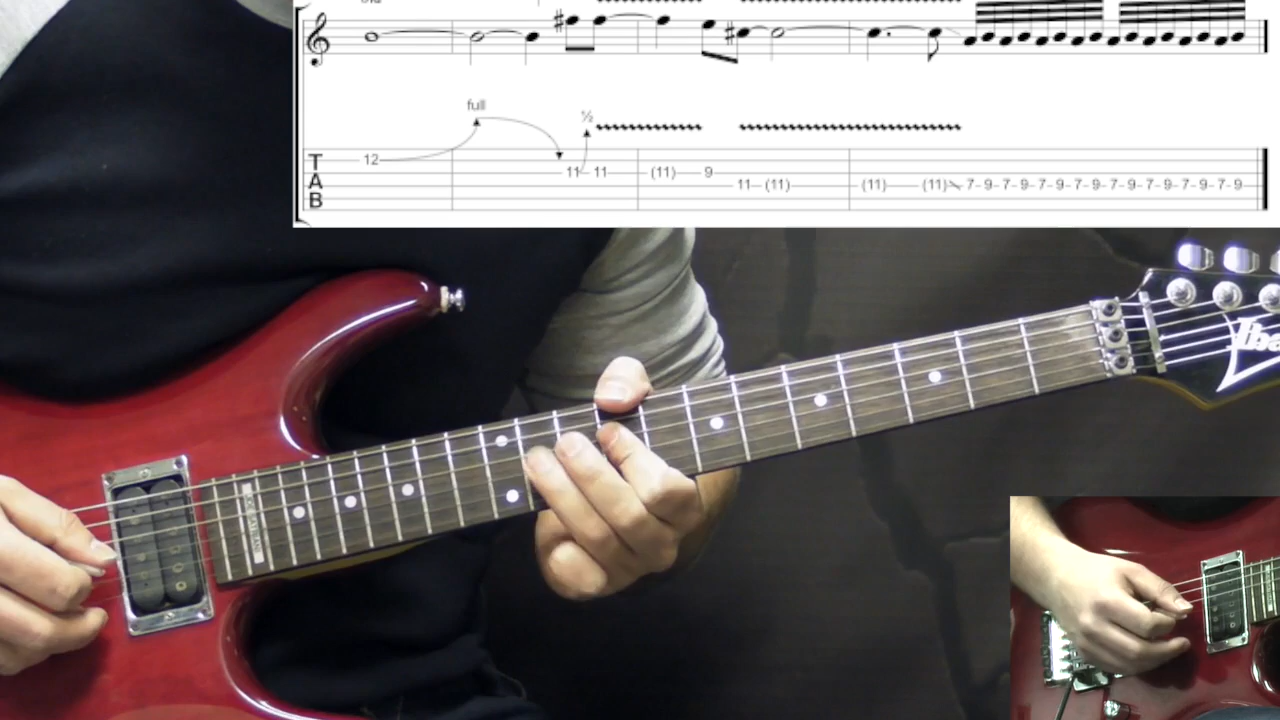 full
½
T
A
B
12
11 11 (11) 9
11 (11) (11) (11) 7 9 7 9 7 9 7 9 7 9 7 9 7 9 7 9
Iba